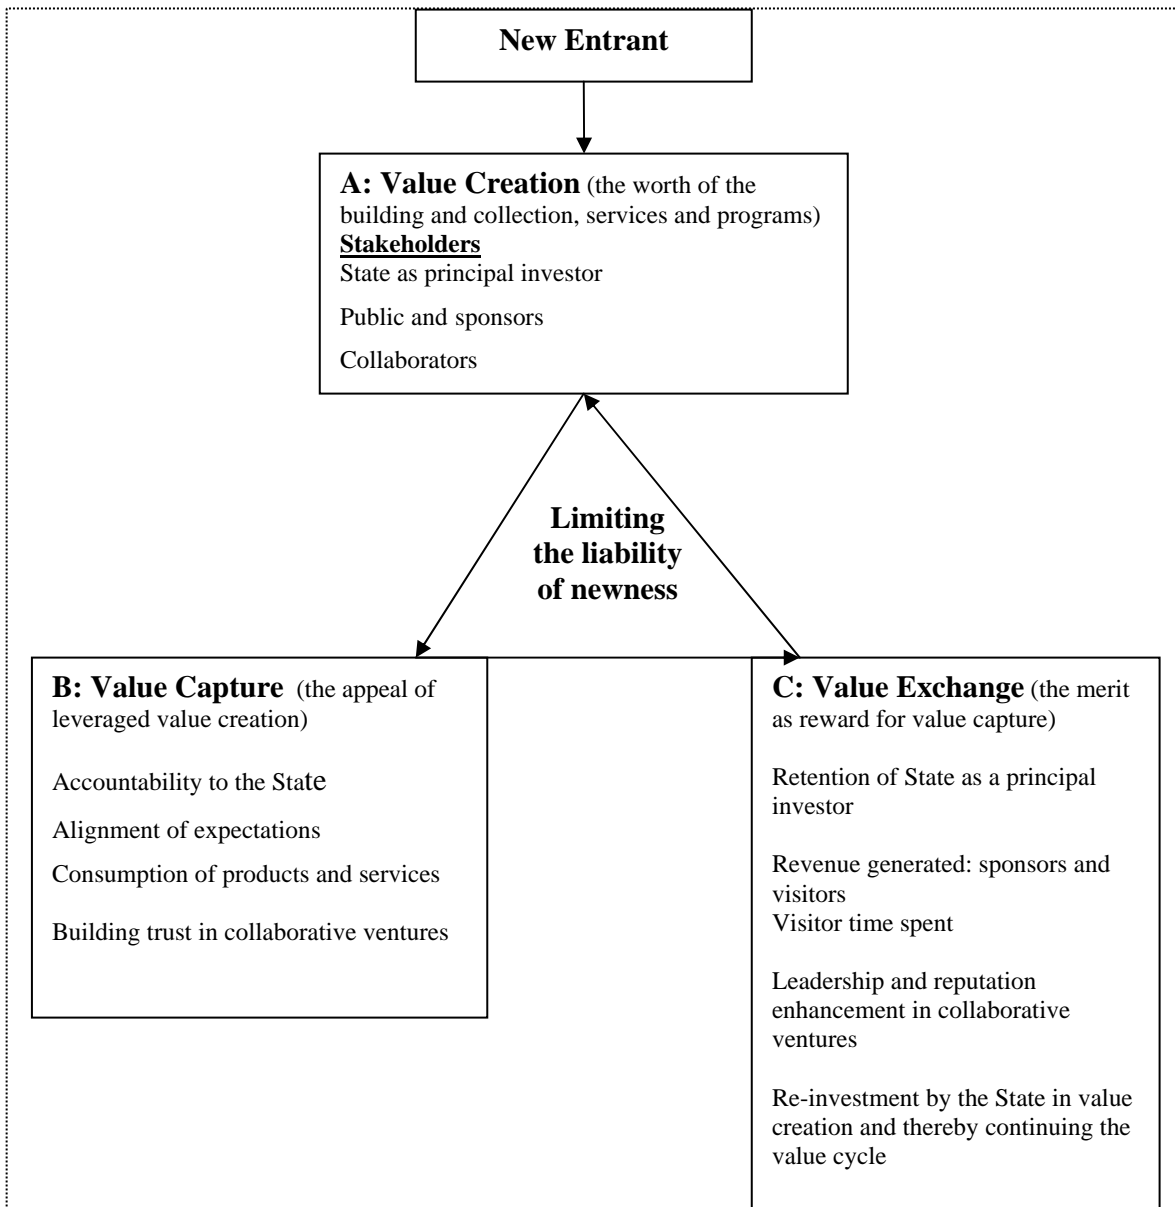 New Entrant
A: Value Creation (the worth of the
building and collection, services and programs)
Stakeholders
State as principal investor
Public and sponsors
Collaborators
Limiting
the liability
of newness
B: Value Capture (the appeal of
leveraged value creation)
Accountability to the State
Alignment of expectations
Consumption of products and services
Building trust in collaborative ventures
C: Value Exchange (the merit
as reward for value capture)
Retention of State as a principal
investor
Revenue generated: sponsors and
visitors
Visitor time spent
Leadership and reputation
enhancement in collaborative
ventures
Re-investment by the State in value
creation and thereby continuing the
value cycle